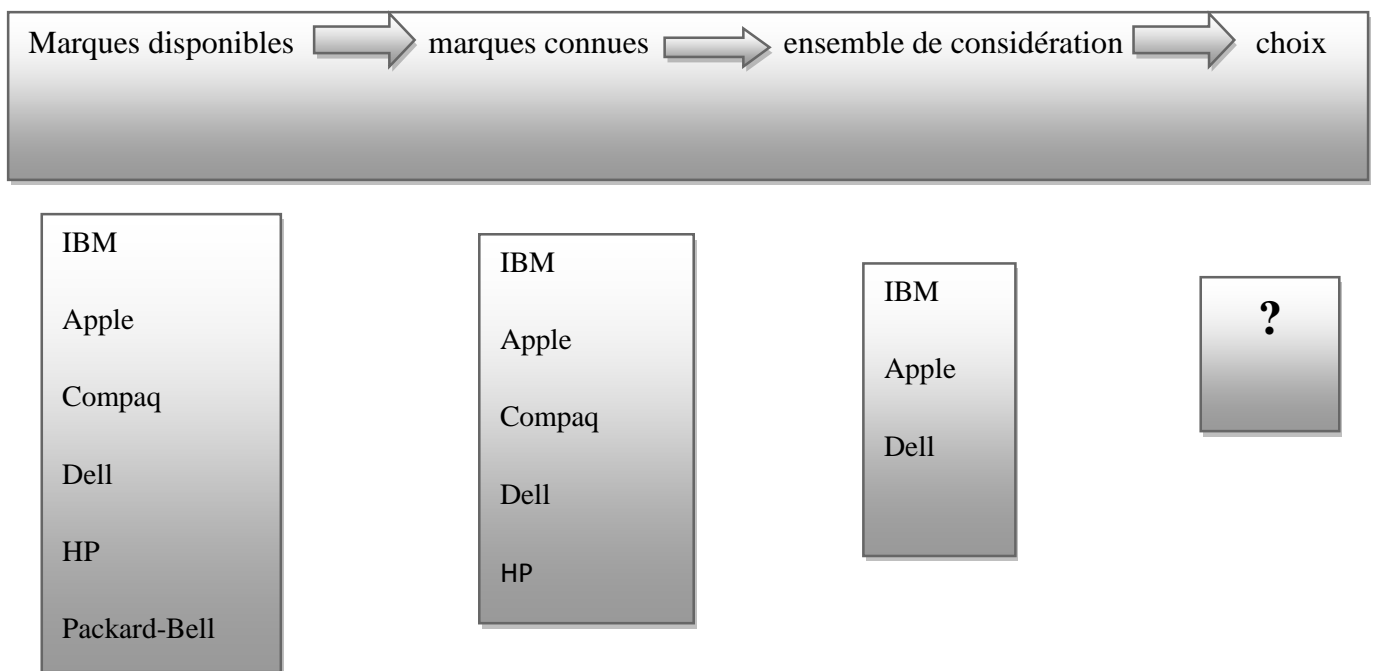 Marques disponibles marques connues ensemble de considération choix
IBM
Apple
Compaq
Dell
HP
Packard-Bell
IBM
Apple
Compaq
Dell
HP
IBM
Apple
Dell
?